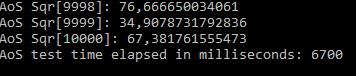 AoS Sqr[9998]: 76,666650034061
AoS Sqr[9999]: 34,9078731792836
AoS Sqr[10000]: 67,381761555473
AoS test time elapsed in milliseconds: 6700